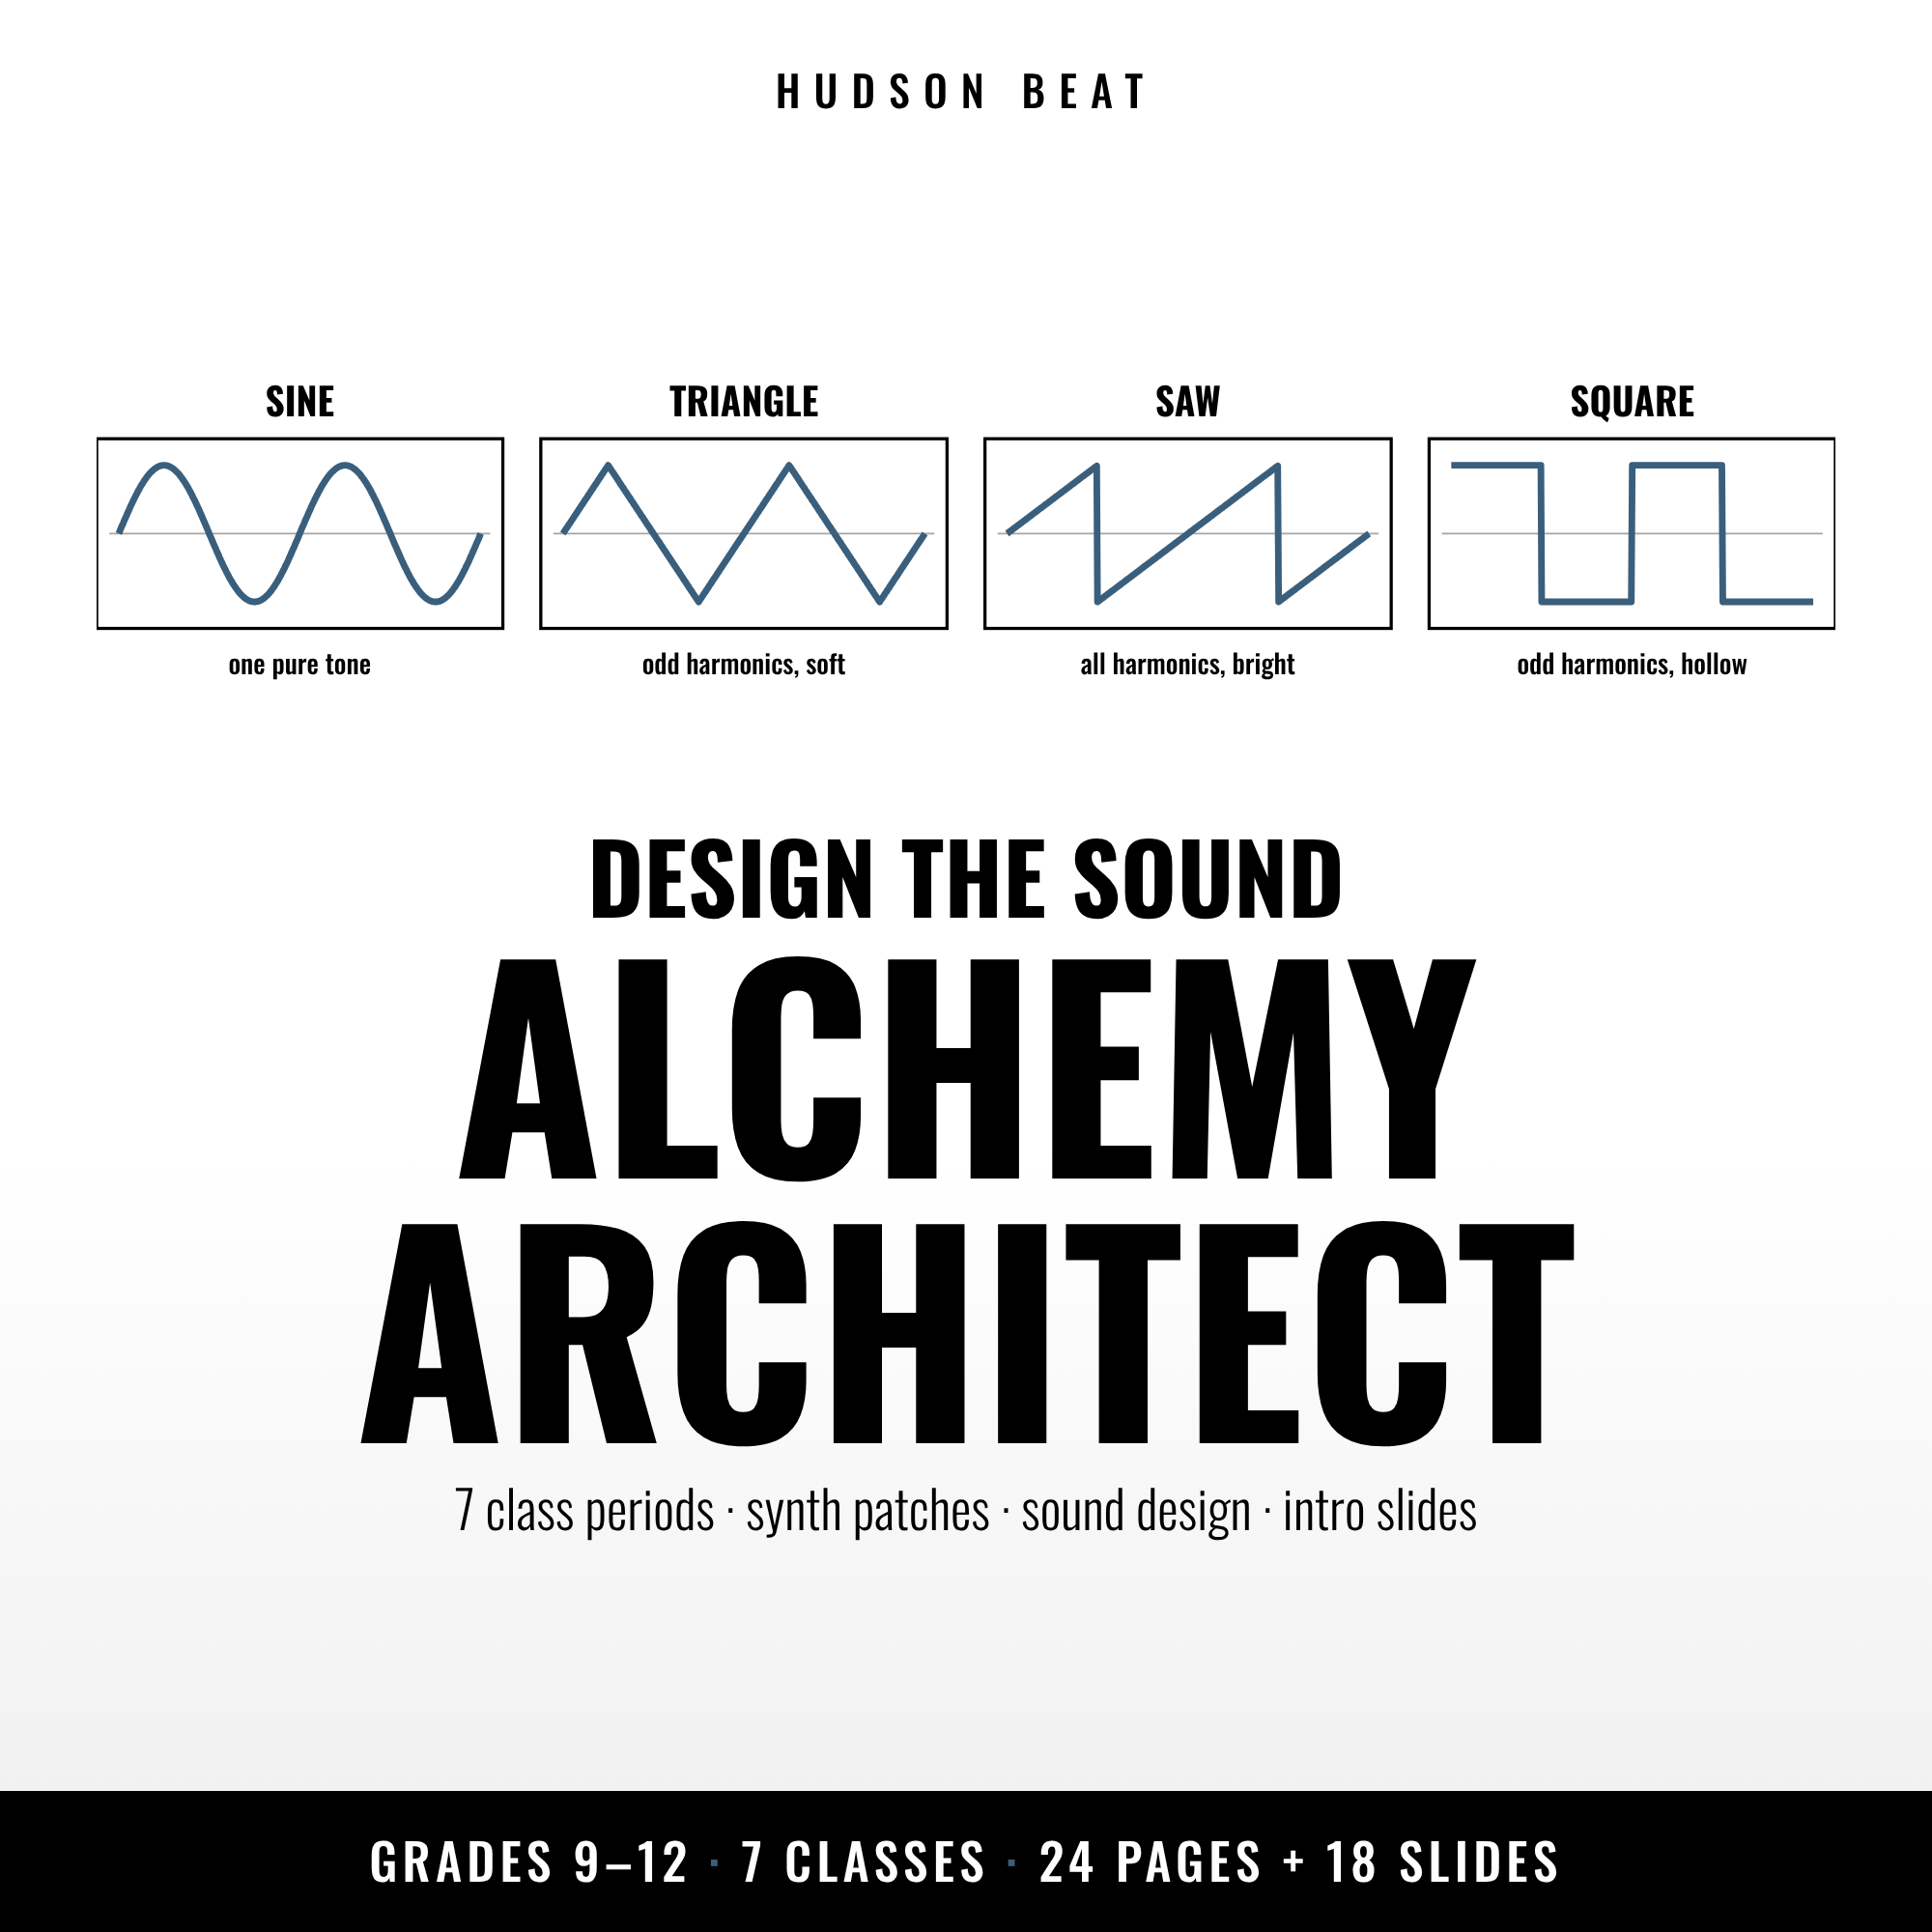 HUDSON BEAT
SINE TRIANGLE SAW SQUARE
one pure tone odd harmonics, soft all harmonics, bright odd harmonics, hollow
DESIGN THE SOUND
ALCHEMY
ARCHITECT
7 class periods · synth patches · sound design · intro slides
GRADES 9–12 · 7 CLASSES · 24 PAGES + 18 SLIDES